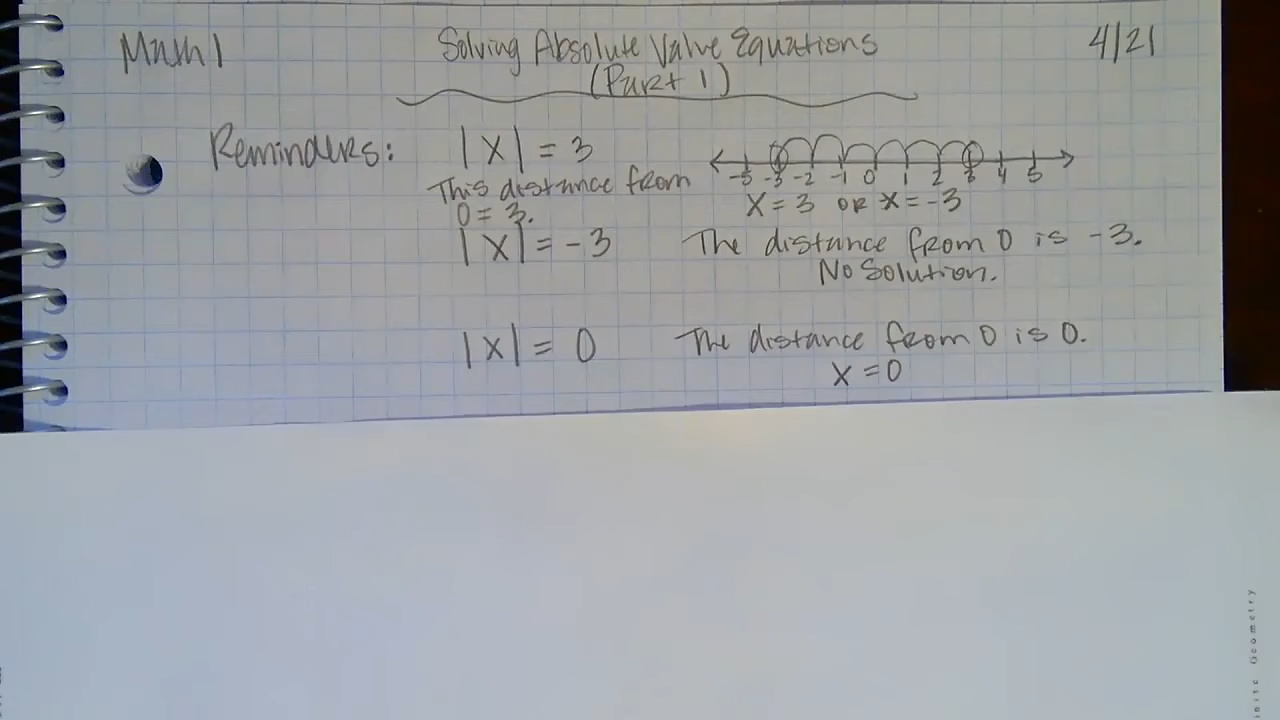 Math 1 Solving Absolute Value Equations 4/21
(Part 1)
Reminders: |x| = 3
-5 -3 -2 -1 0 1 2 3 4 5
This distance from
0 = 3.
x = 3 OR x = -3
|x| = -3 The distance from 0 is -3.
No Solution.
|x| = 0 The distance from 0 is 0.
x = 0
Geometry